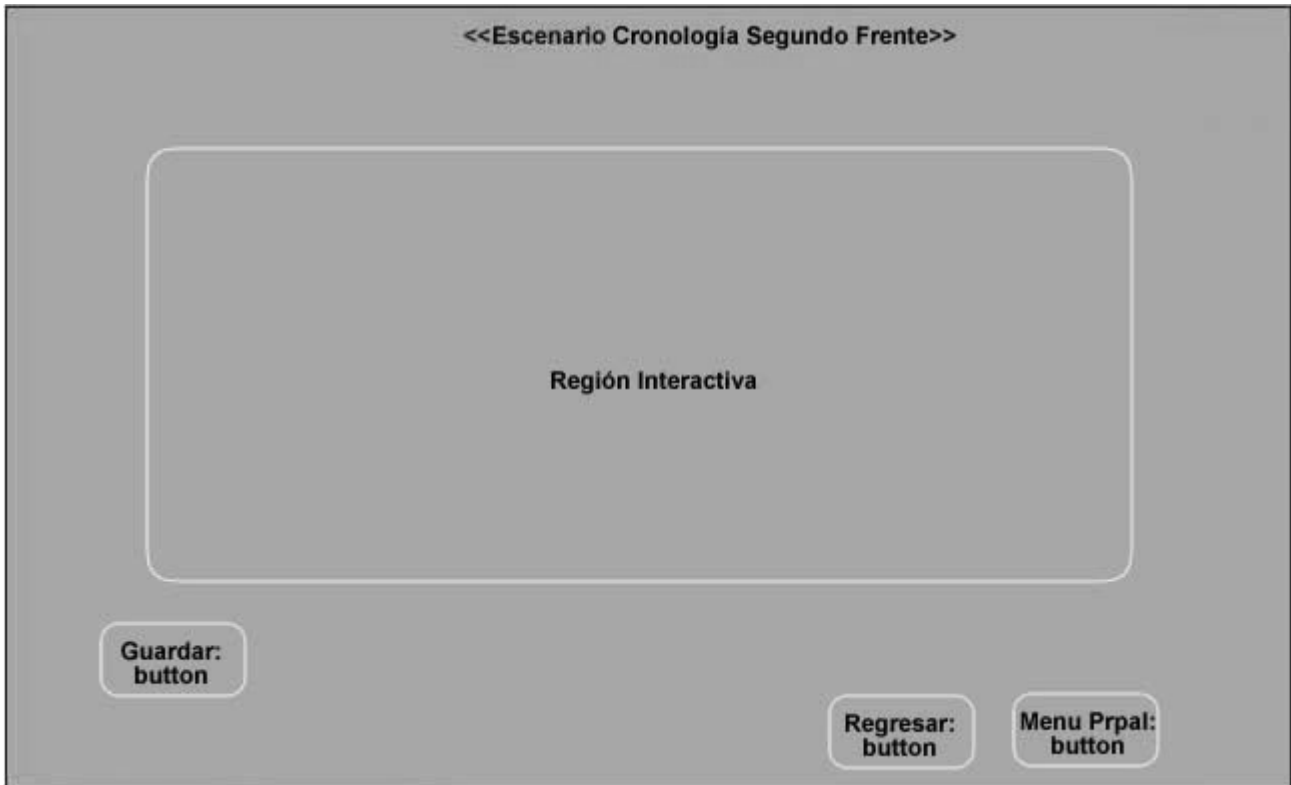 <<Escenario Cronología Segundo Frente>>
Región Interactiva
Guardar:
button
Regresar:
button
Menu Prpal:
button